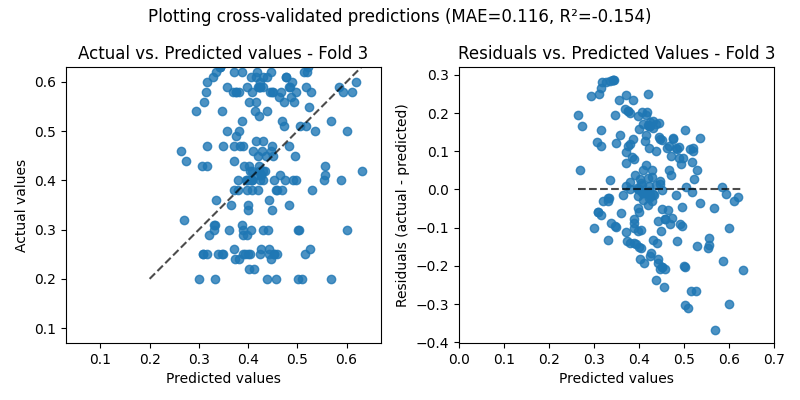 Plotting cross-validated predictions (MAE=0.116, R²=-0.154)
Actual vs. Predicted values - Fold 3
Actual values
0.6
0.5
0.4
0.3
0.2
0.1
0.1 0.2 0.3 0.4 0.5 0.6
Predicted values
Residuals vs. Predicted Values - Fold 3
Residuals (actual - predicted)
0.3
0.2
0.1
0.0
−0.1
−0.2
−0.3
−0.4
0.0 0.1 0.2 0.3 0.4 0.5 0.6 0.7
Predicted values